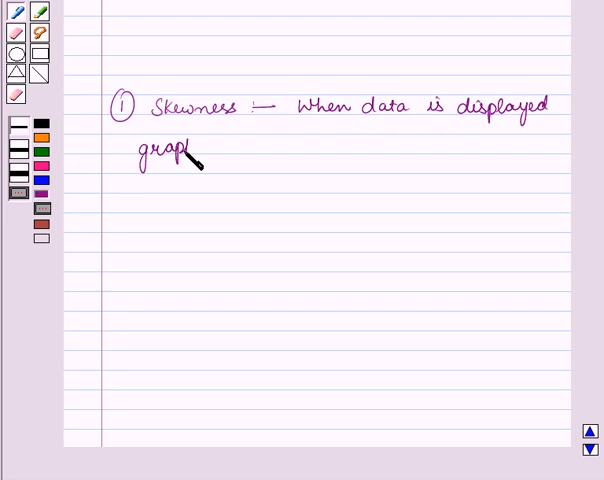 ① Skewness :- When data is displayed
grap